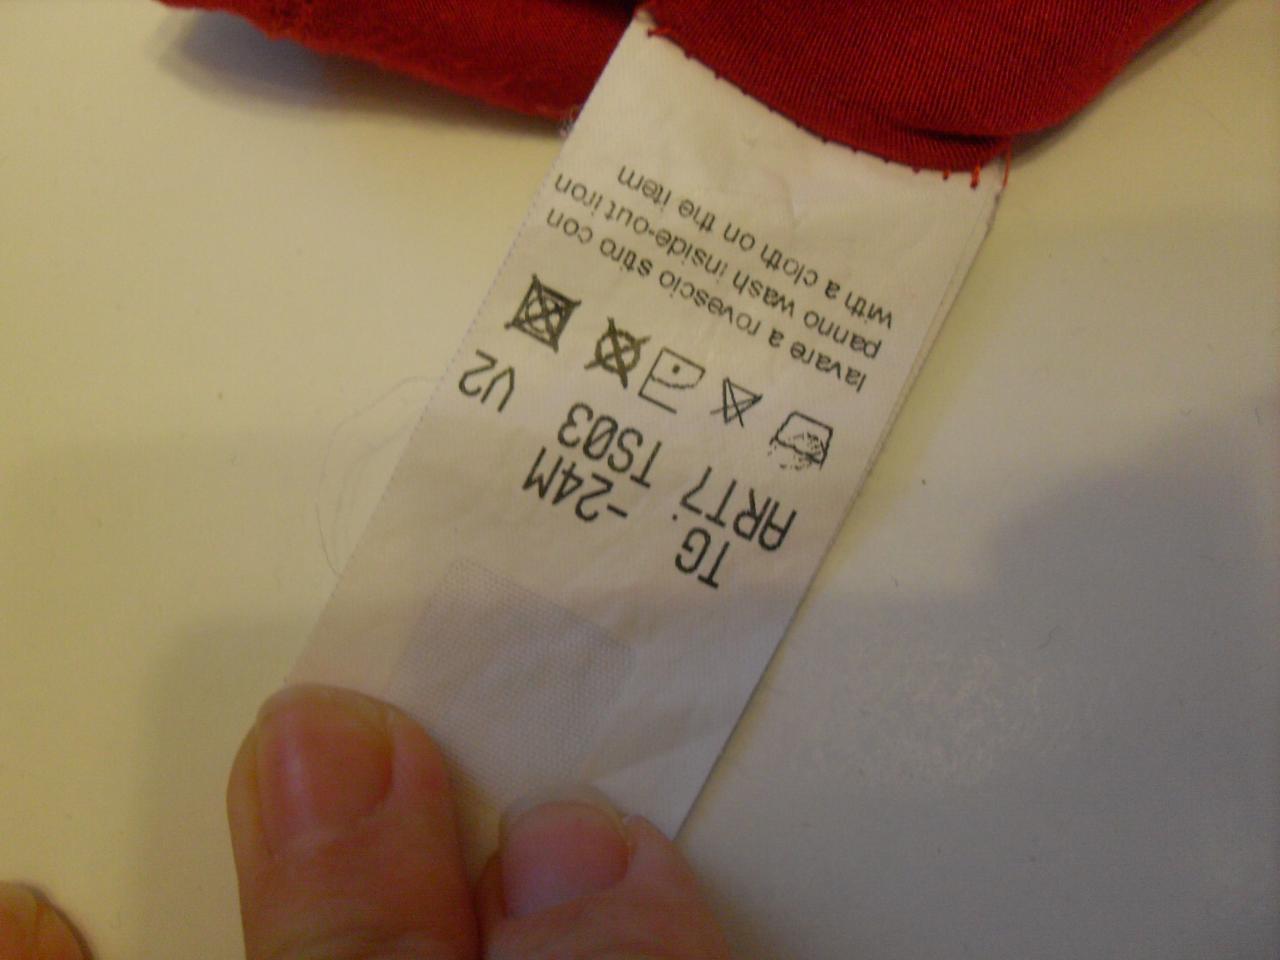 TG. -24M
ART7 TS03 V2
lavare a rovescio stiro con
panno wash inside-out iron
with a cloth on the item